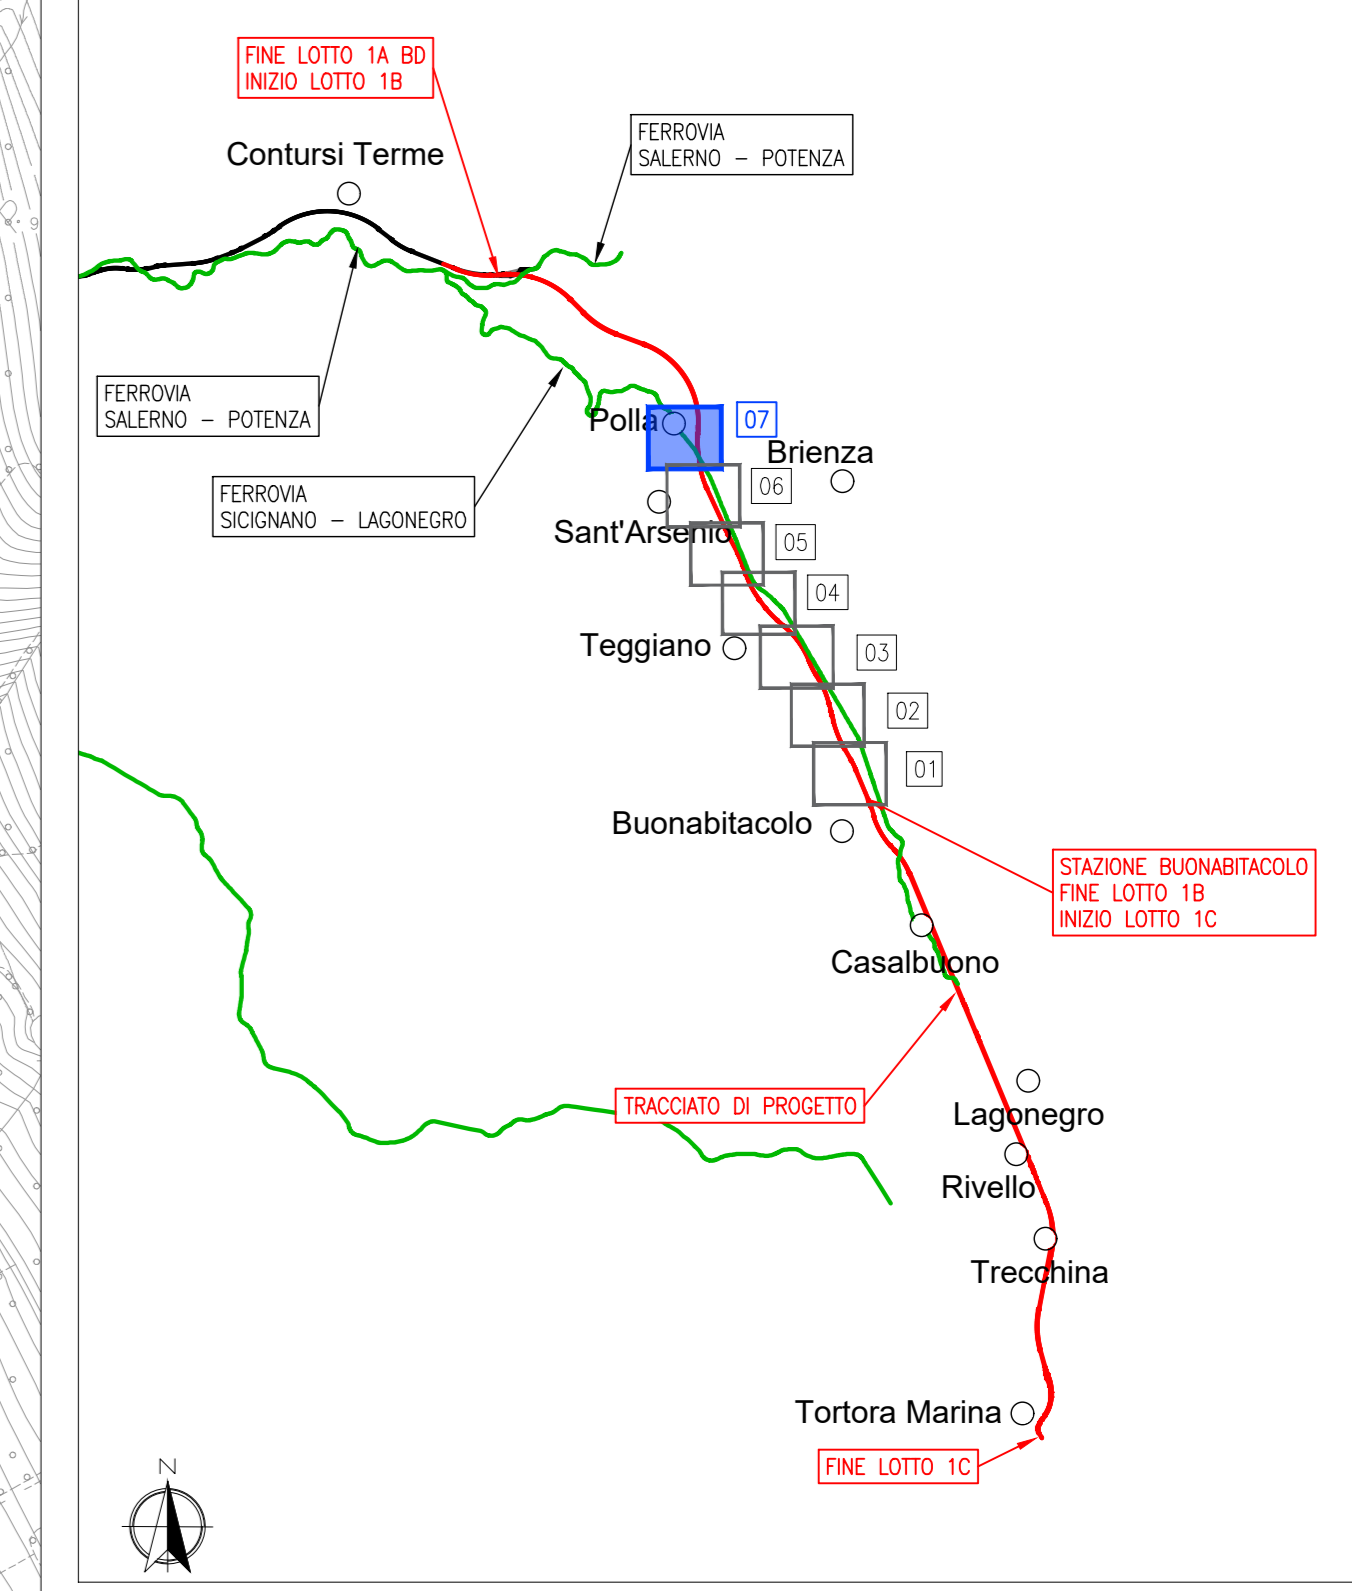 FINE LOTTO 1A BD
INIZIO LOTTO 1B
FERROVIA
SALERNO – POTENZA
Contursi Terme
9
FERROVIA
SALERNO – POTENZA
Polla
07
Brienza
FERROVIA
SICIGNANO – LAGONEGRO
06
Sant'Arsenio
05
04
Teggiano
03
02
01
Buonabitacolo
STAZIONE BUONABITACOLO
FINE LOTTO 1B
INIZIO LOTTO 1C
Casalbuono
TRACCIATO DI PROGETTO
Lagonegro
Rivello
Trecchina
Tortora Marina
FINE LOTTO 1C
N